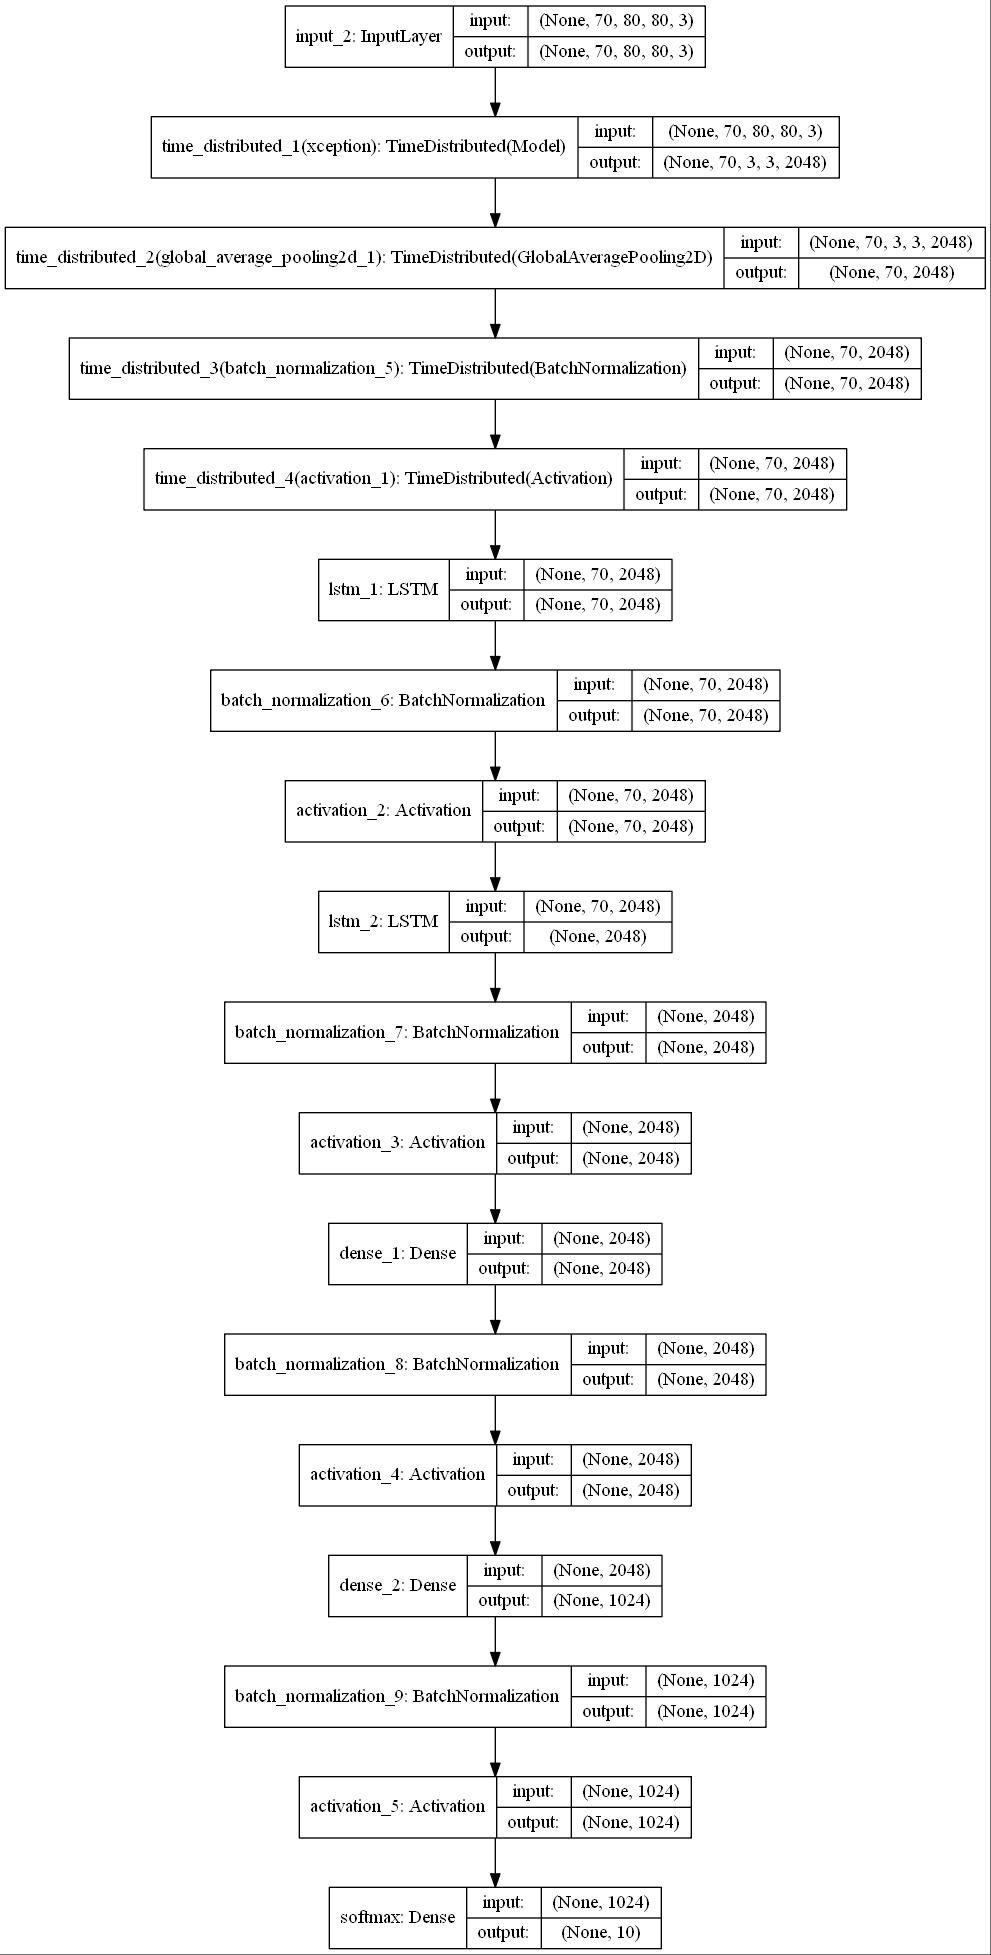 input_2: InputLayer
input: (None, 70, 80, 80, 3)
output: (None, 70, 80, 80, 3)
time_distributed_1(xception): TimeDistributed(Model)
input: (None, 70, 80, 80, 3)
output: (None, 70, 3, 3, 2048)
time_distributed_2(global_average_pooling2d_1): TimeDistributed(GlobalAveragePooling2D)
input: (None, 70, 3, 3, 2048)
output: (None, 70, 2048)
time_distributed_3(batch_normalization_5): TimeDistributed(BatchNormalization)
input: (None, 70, 2048)
output: (None, 70, 2048)
time_distributed_4(activation_1): TimeDistributed(Activation)
input: (None, 70, 2048)
output: (None, 70, 2048)
lstm_1: LSTM
input: (None, 70, 2048)
output: (None, 70, 2048)
batch_normalization_6: BatchNormalization
input: (None, 70, 2048)
output: (None, 70, 2048)
activation_2: Activation
input: (None, 70, 2048)
output: (None, 70, 2048)
lstm_2: LSTM
input: (None, 70, 2048)
output: (None, 2048)
batch_normalization_7: BatchNormalization
input: (None, 2048)
output: (None, 2048)
activation_3: Activation
input: (None, 2048)
output: (None, 2048)
dense_1: Dense
input: (None, 2048)
output: (None, 2048)
batch_normalization_8: BatchNormalization
input: (None, 2048)
output: (None, 2048)
activation_4: Activation
input: (None, 2048)
output: (None, 2048)
dense_2: Dense
input: (None, 2048)
output: (None, 1024)
batch_normalization_9: BatchNormalization
input: (None, 1024)
output: (None, 1024)
activation_5: Activation
input: (None, 1024)
output: (None, 1024)
softmax: Dense
input: (None, 1024)
output: (None, 10)